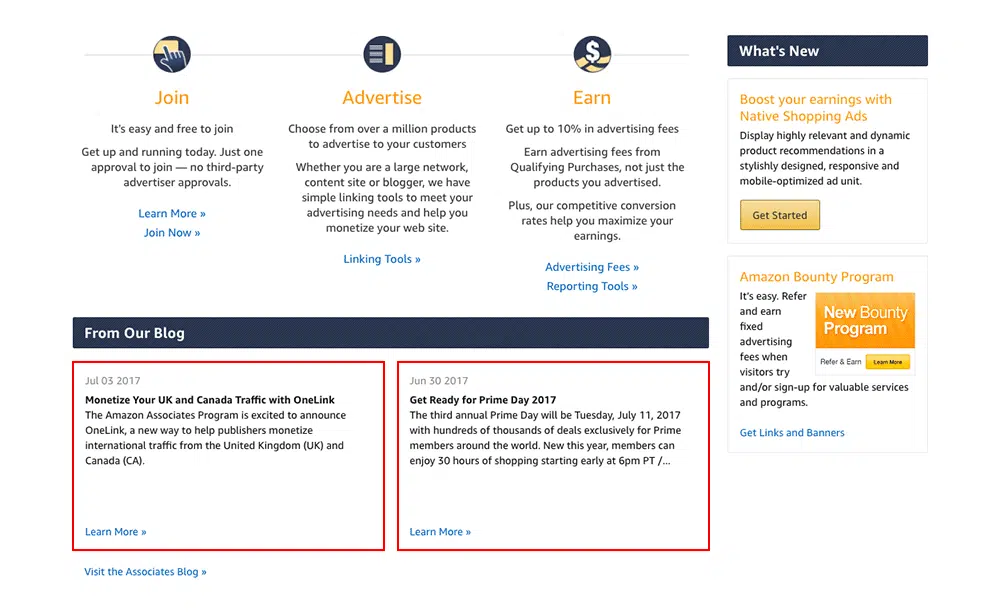 Join
It's easy and free to join
Get up and running today. Just one
approval to join — no third-party
advertiser approvals.
Learn More »
Join Now »
Advertise
Choose from over a million products
to advertise to your customers
Whether you are a large network,
content site or blogger, we have
simple linking tools to meet your
advertising needs and help you
monetize your web site.
Linking Tools »
$
Earn
Get up to 10% in advertising fees
Earn advertising fees from
Qualifying Purchases, not just the
products you advertised.
Plus, our competitive conversion
rates help you maximize your
earnings.
Advertising Fees »
Reporting Tools »
What's New
Boost your earnings with
Native Shopping Ads
Display highly relevant and dynamic
product recommendations in a
stylishly designed, responsive and
mobile-optimized ad unit.
Get Started
Amazon Bounty Program
It's easy. Refer
and earn
fixed
advertising
fees when
visitors try
and/or sign-up for valuable services
and programs.
New Bounty
Program
Refer & Earn
Learn More
Get Links and Banners
From Our Blog
Jul 03 2017
Monetize Your UK and Canada Traffic with OneLink
The Amazon Associates Program is excited to announce
OneLink, a new way to help publishers monetize
international traffic from the United Kingdom (UK) and
Canada (CA).
Learn More »
Jun 30 2017
Get Ready for Prime Day 2017
The third annual Prime Day will be Tuesday, July 11, 2017
with hundreds of thousands of deals exclusively for Prime
members around the world. New this year, members can
enjoy 30 hours of shopping starting early at 6pm PT /...
Learn More »
Visit the Associates Blog »